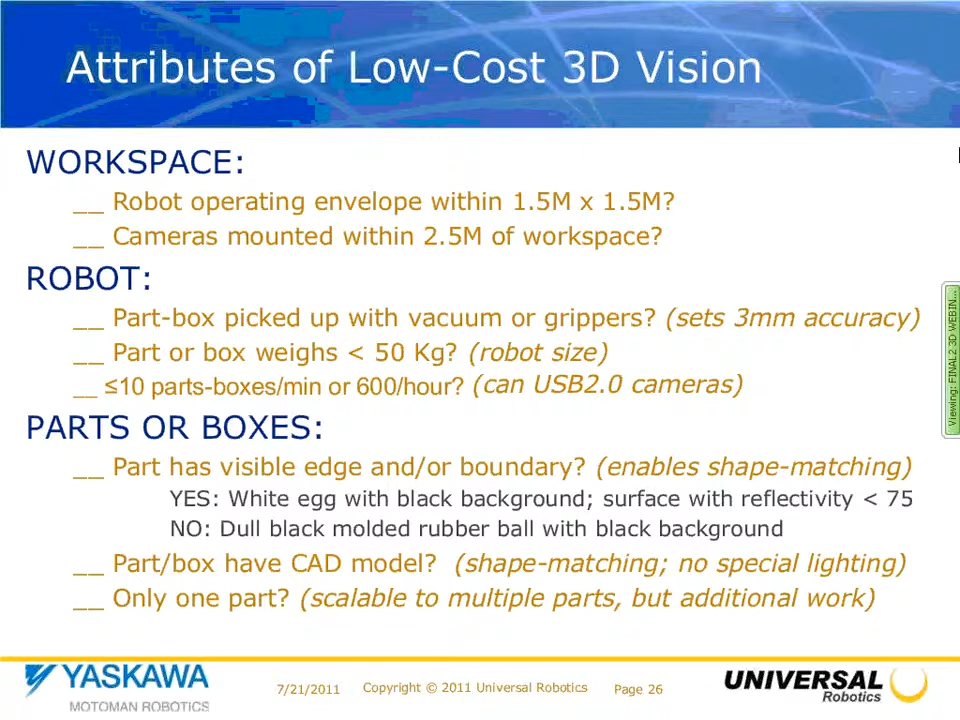 Attributes of Low-Cost 3D Vision
WORKSPACE:
__ Robot operating envelope within 1.5M x 1.5M?
__ Cameras mounted within 2.5M of workspace?
ROBOT:
__ Part-box picked up with vacuum or grippers? (sets 3mm accuracy)
__ Part or box weighs < 50 Kg? (robot size)
__ ≤10 parts-boxes/min or 600/hour? (can USB2.0 cameras)
PARTS OR BOXES:
__ Part has visible edge and/or boundary? (enables shape-matching)
YES: White egg with black background; surface with reflectivity < 75
NO: Dull black molded rubber ball with black background
__ Part/box have CAD model? (shape-matching; no special lighting)
__ Only one part? (scalable to multiple parts, but additional work)
Viewing: FINAL2 3D WEBIN...
YASKAWA
MOTOMAN ROBOTICS
7/21/2011 Copyright © 2011 Universal Robotics Page 26
UNIVERSAL
Robotics